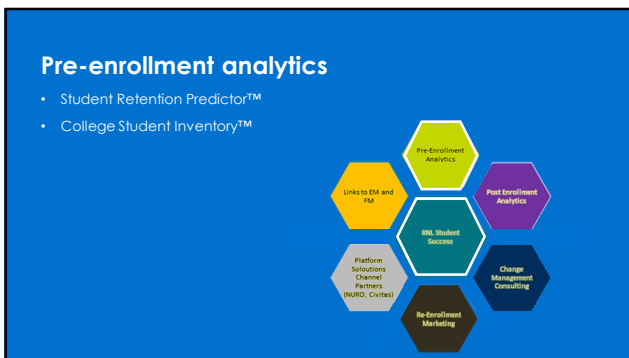 Pre-enrollment analytics
• Student Retention Predictor™
• College Student Inventory™
Pre-Enrollment
Analytics
Links to EM and
FM
Post Enrollment
Analytics
RNL Student
Success
Platform
Soloutions
Channel
Partners
(NURO, Civitas)
Change
Management
Consulting
Re-Enrollment
Marketing